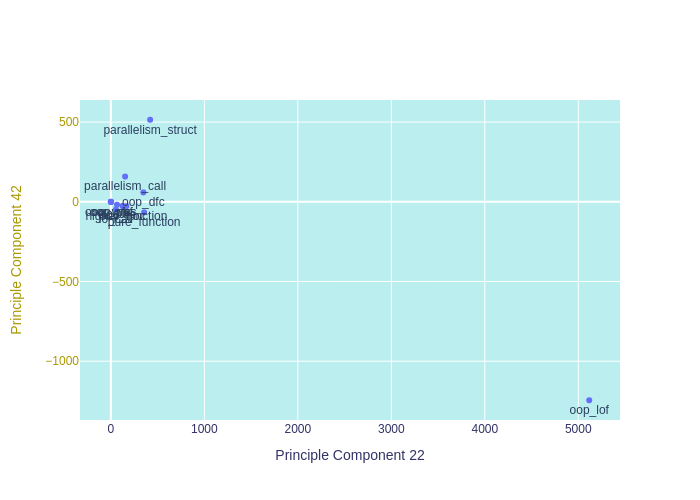 500
parallelism_struct
parallelism_call
0
oop_dfc
pure_function
−500
−1000
oop_lof
0
1000
2000
3000
4000
5000
Principle Component 22
Principle Component 42